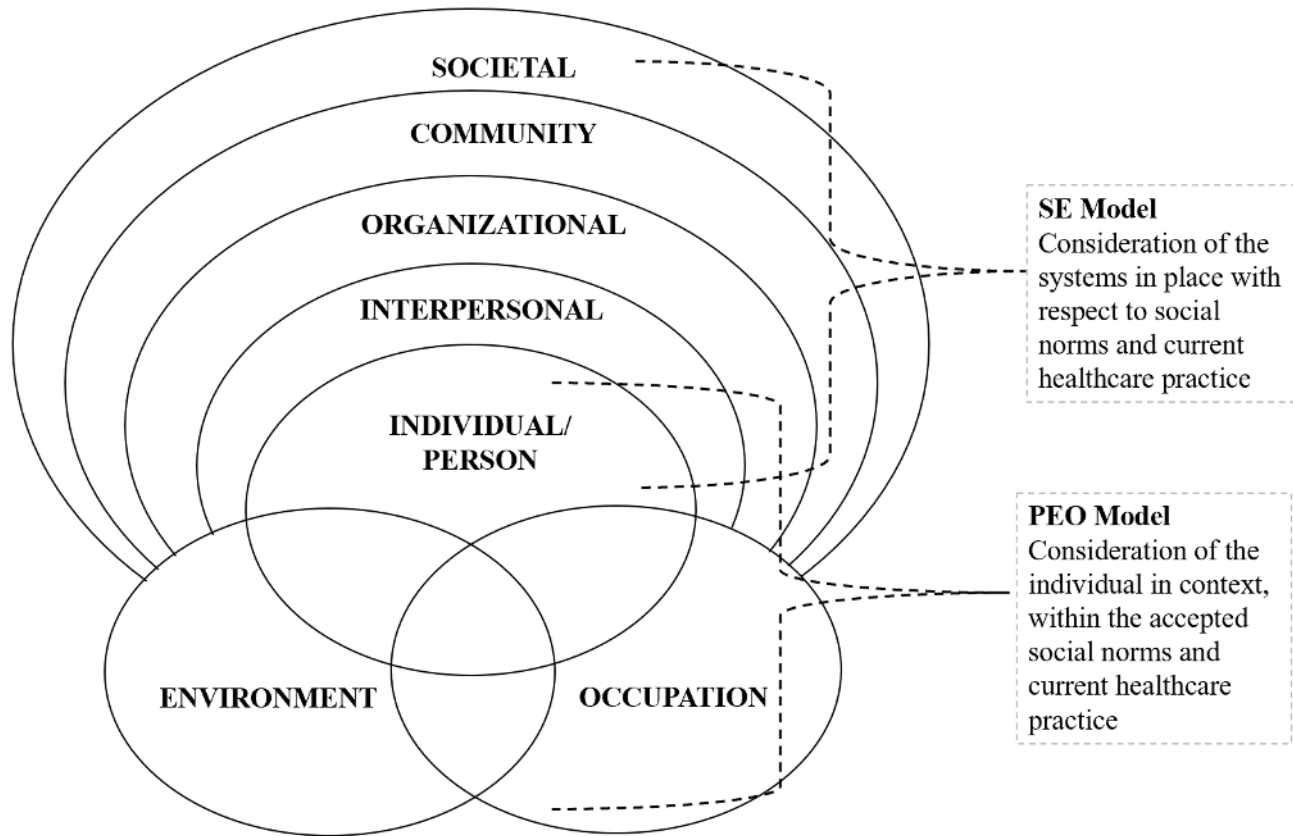 SOCIETAL
COMMUNITY
ORGANIZATIONAL
INTERPERSONAL
INDIVIDUAL/
PERSON
ENVIRONMENT
OCCUPATION
SE Model
Consideration of the
systems in place with
respect to social
norms and current
healthcare practice
PEO Model
Consideration of the
individual in context,
within the accepted
social norms and
current healthcare
practice